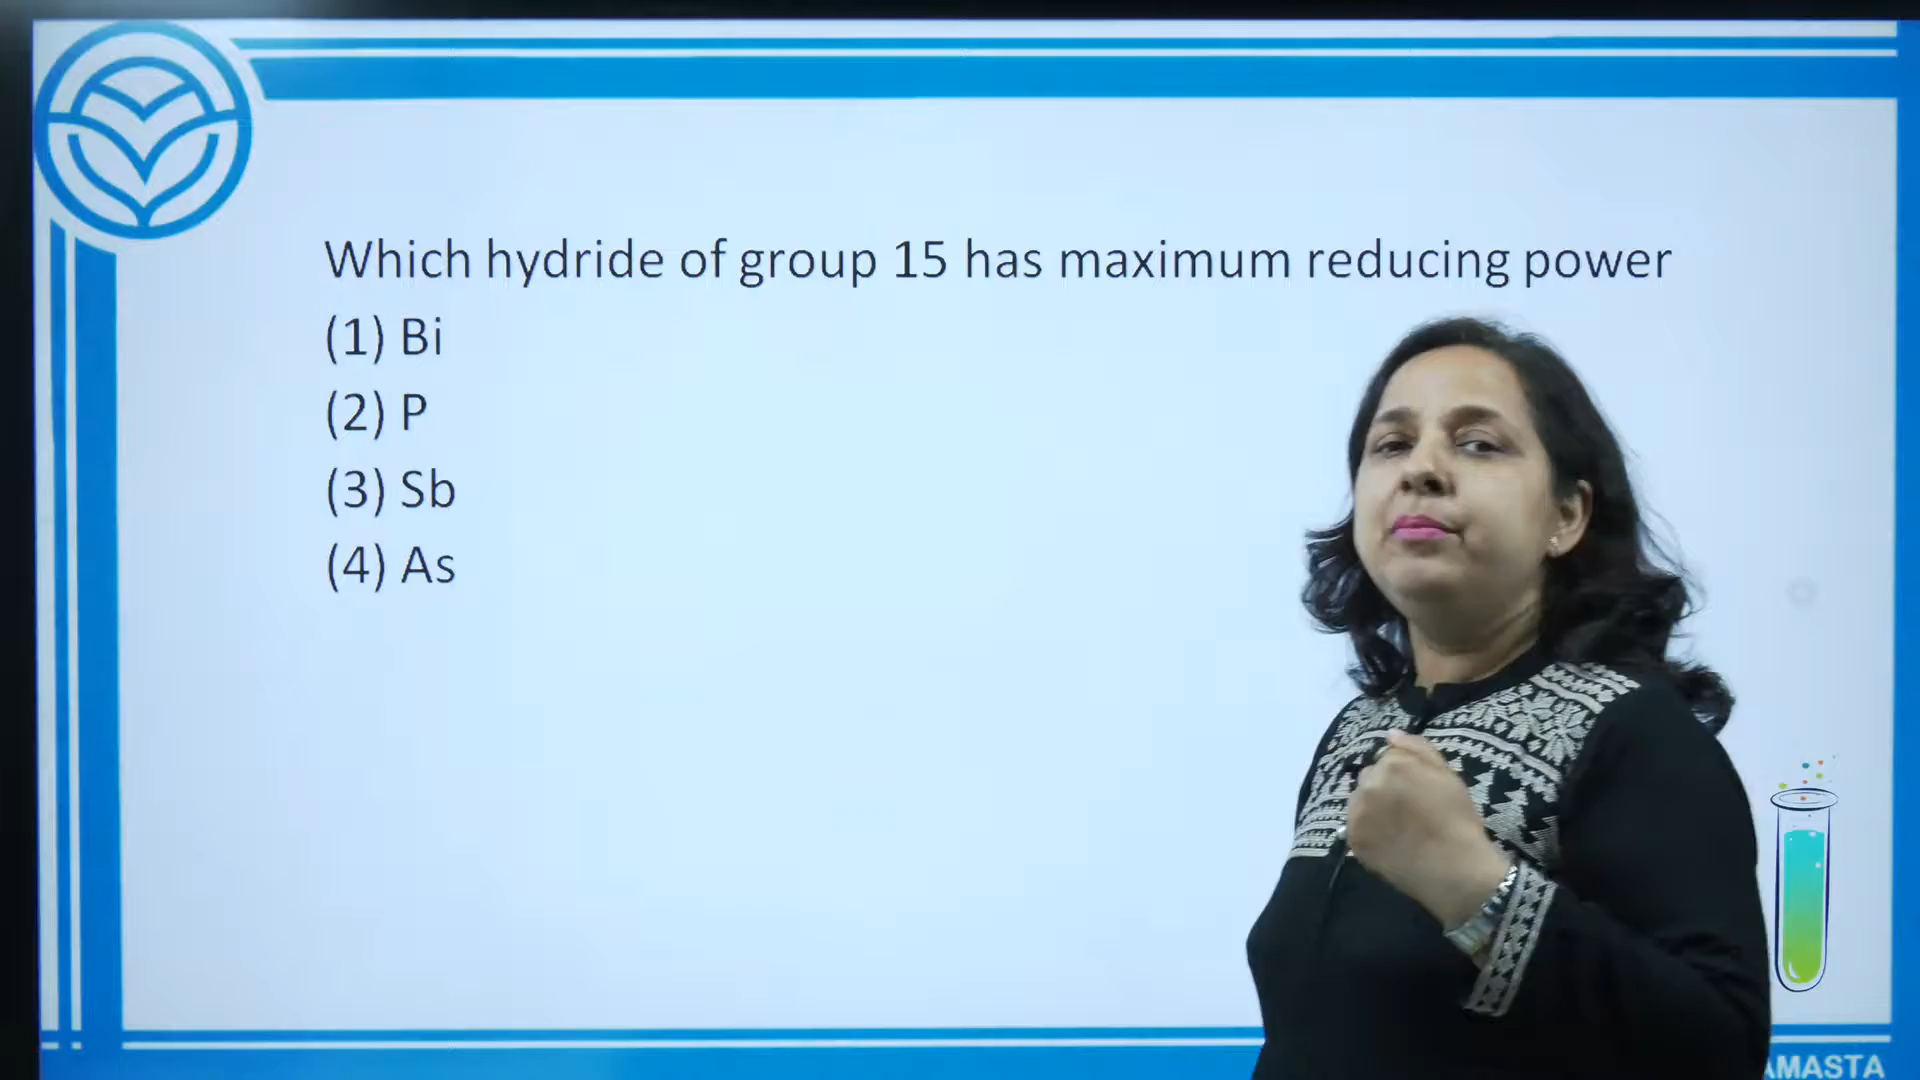 Which hydride of group 15 has maximum reducing power
(1) Bi
(2) P
(3) Sb
(4) As
AMASTA